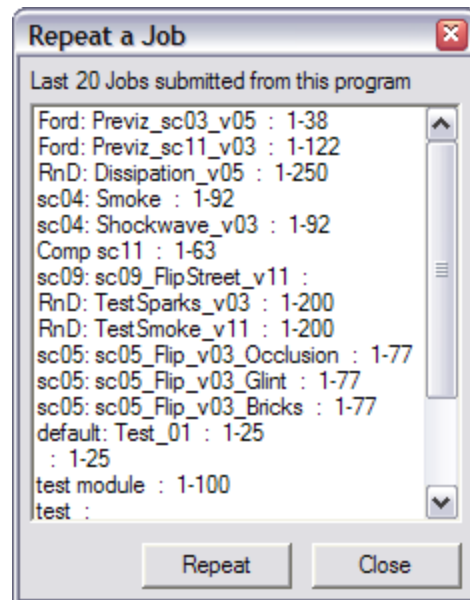 Repeat a Job
Last 20 Jobs submitted from this program
Ford: Previz_sc03_v05 : 1-38
Ford: Previz_sc11_v03 : 1-122
RnD: Dissipation_v05 : 1-250
sc04: Smoke : 1-92
sc04: Shockwave_v03 : 1-92
Comp sc11 : 1-63
sc09: sc09_FlipStreet_v11 :
RnD: TestSparks_v03 : 1-200
RnD: TestSmoke_v11 : 1-200
sc05: sc05_Flip_v03_Occlusion : 1-77
sc05: sc05_Flip_v03_Glint : 1-77
sc05: sc05_Flip_v03_Bricks : 1-77
default: Test_01 : 1-25
: 1-25
test module : 1-100
test :
Repeat Close